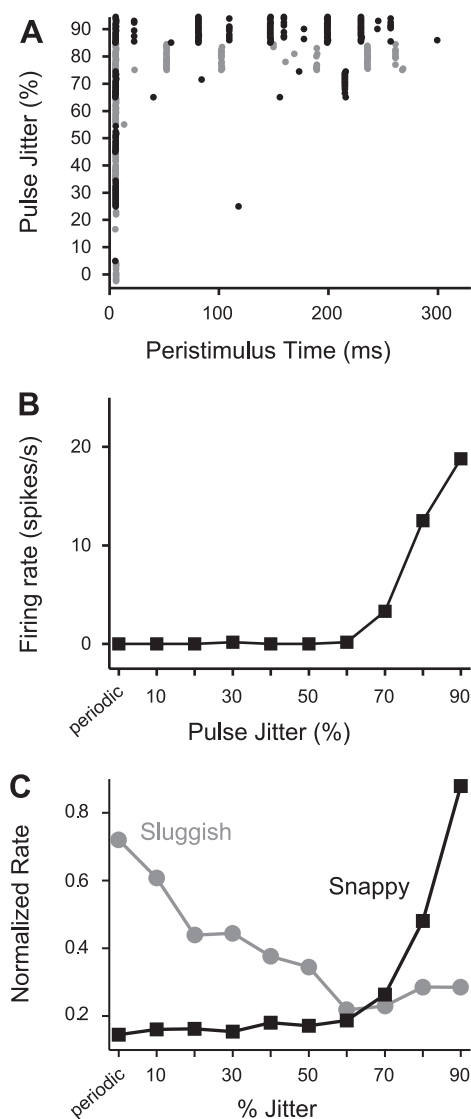 A
Pulse Jitter (%)
90
80
70
60
50
40
30
20
10
0
0 100 200 300
Peristimulus Time (ms)
B
Firing rate (spikes/s)
20
10
0
periodic 10 30 50 70 90
Pulse Jitter (%)
C
Normalized Rate
0.8
0.6
0.4
0.2
Sluggish
Snappy
periodic 10 30 50 70 90
% Jitter